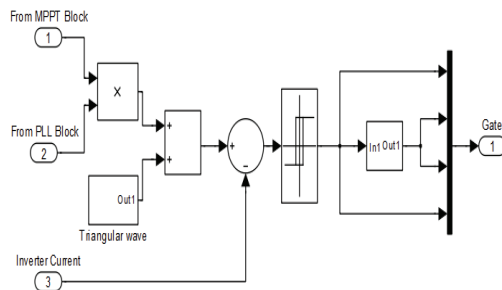 From MPPT Block
1
×
From PLL Block
2
+
+
Out1
Triangular wave
+
-
In1 Out1
Gate
1
Inverter Current
3